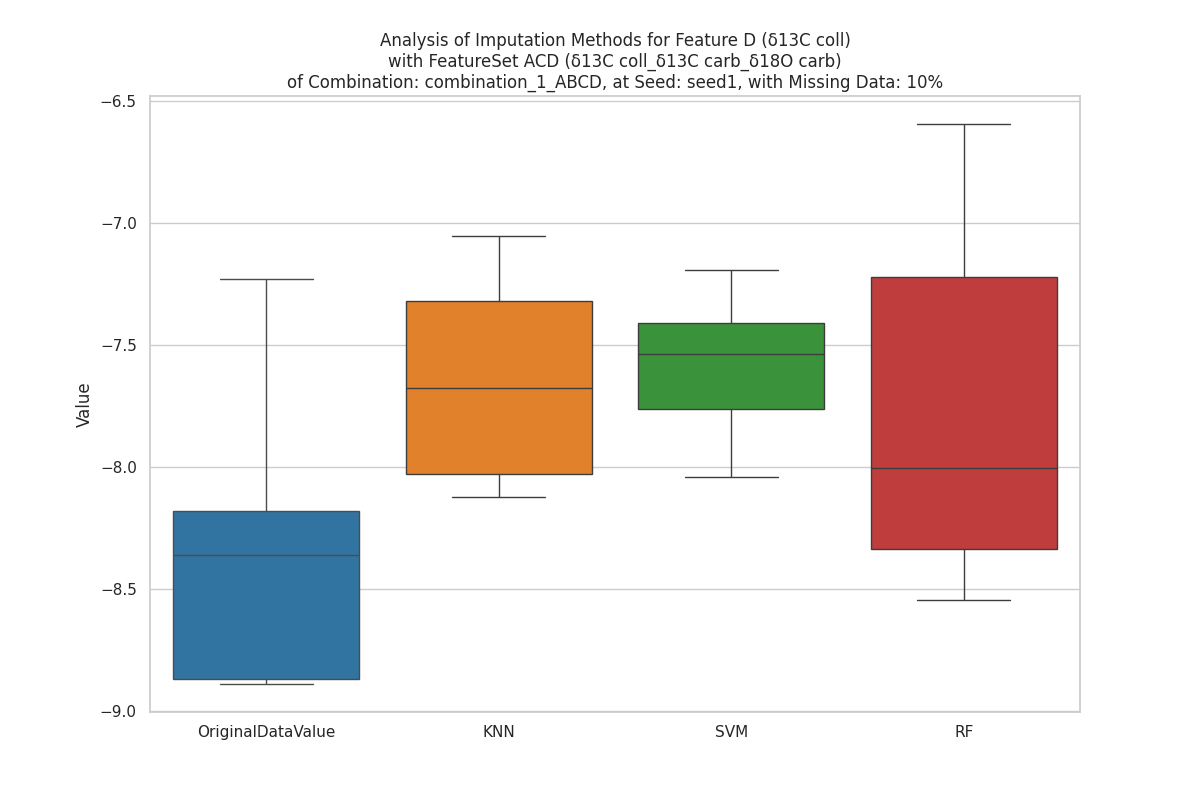 Analysis of Imputation Methods for Feature D (δ13C coll)
with FeatureSet ACD (δ13C coll_δ13C carb_δ18O carb)
of Combination: combination_1_ABCD, at Seed: seed1, with Missing Data: 10%
−6.5
−7.0
−7.5
−8.0
−8.5
−9.0
Value
OriginalDataValue
KNN
SVM
RF